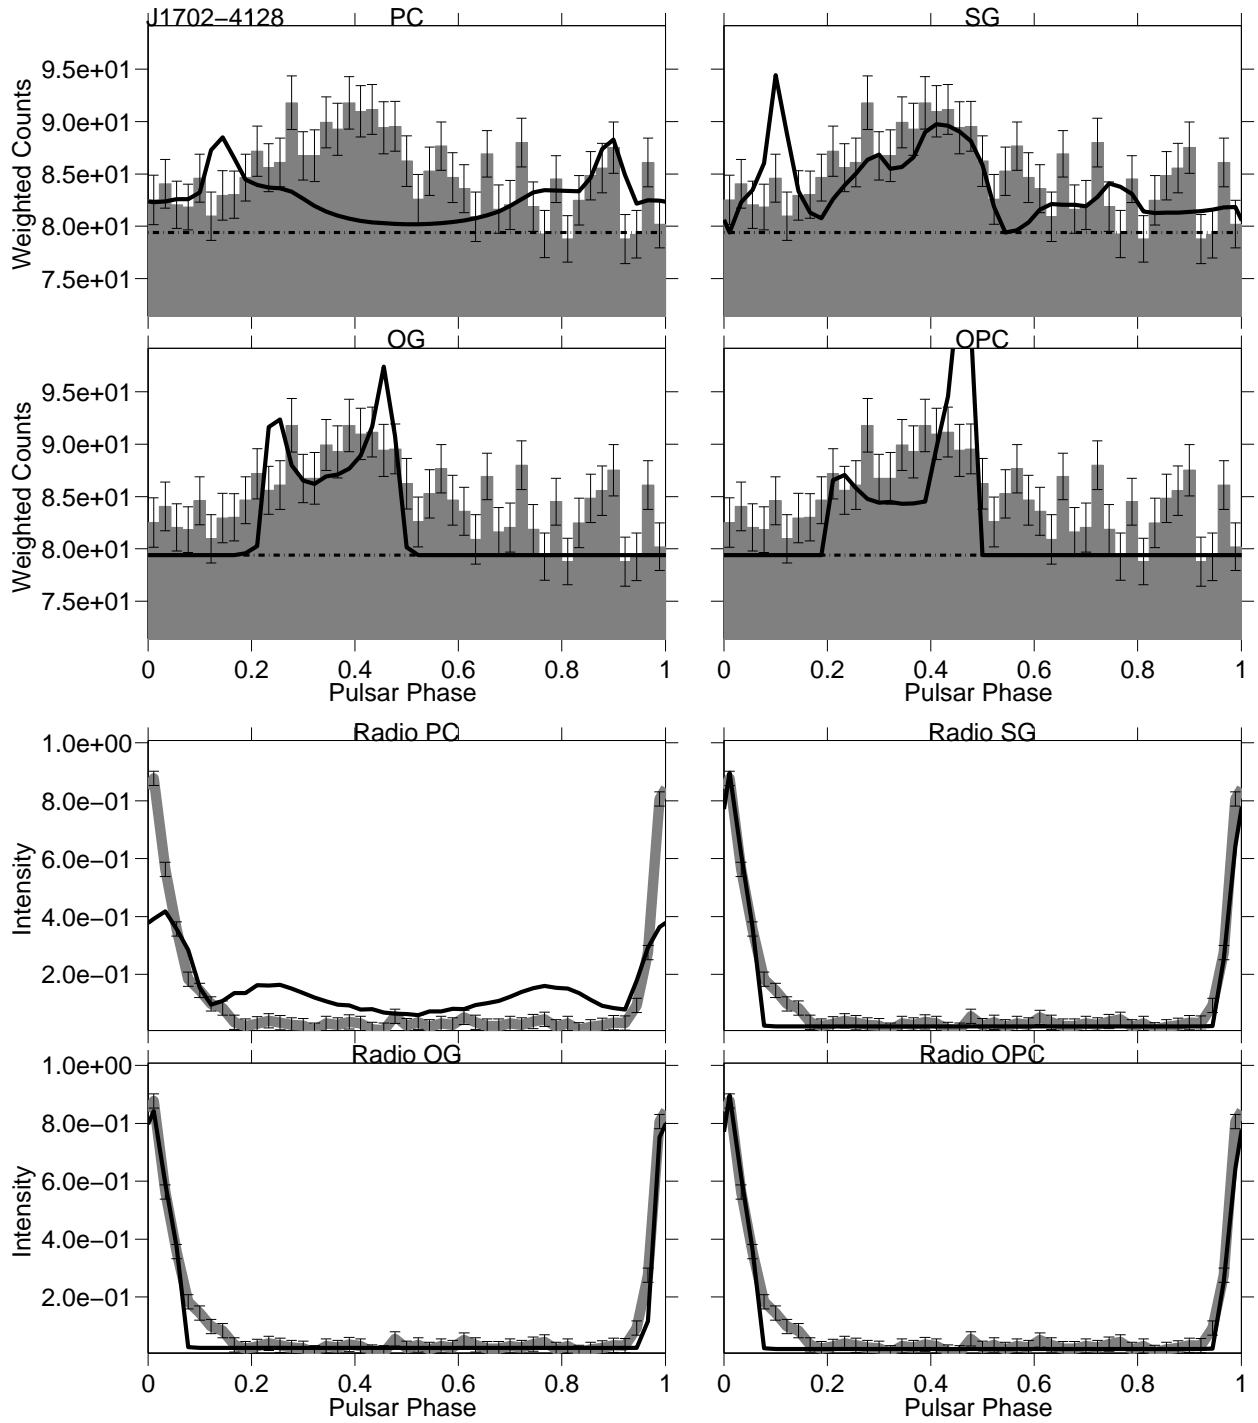 J1702−4128 PC SG
9.5e+01
9.0e+01
8.5e+01
8.0e+01
7.5e+01
Weighted Counts
OG OPC
9.5e+01
9.0e+01
8.5e+01
8.0e+01
7.5e+01
Weighted Counts
0 0.2 0.4 0.6 0.8 1 0 0.2 0.4 0.6 0.8 1
Pulsar Phase Pulsar Phase
Radio PC Radio SG
1.0e+00
8.0e−01
6.0e−01
4.0e−01
2.0e−01
Intensity
Radio OG Radio OPC
1.0e+00
8.0e−01
6.0e−01
4.0e−01
2.0e−01
Intensity
0 0.2 0.4 0.6 0.8 1 0 0.2 0.4 0.6 0.8 1
Pulsar Phase Pulsar Phase